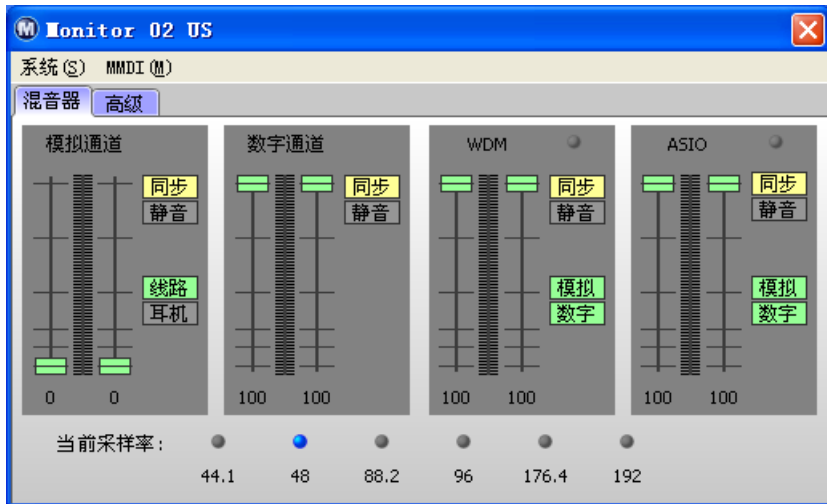 Monitor 02 US
系统(S) MMDI(M)
混音器 高级
模拟通道
同步
静音
线路
耳机
0 0
数字通道
同步
静音
100 100
WDM
同步
静音
模拟
数字
100 100
ASIO
同步
静音
模拟
数字
100 100
当前采样率:
44.1 48 88.2 96 176.4 192